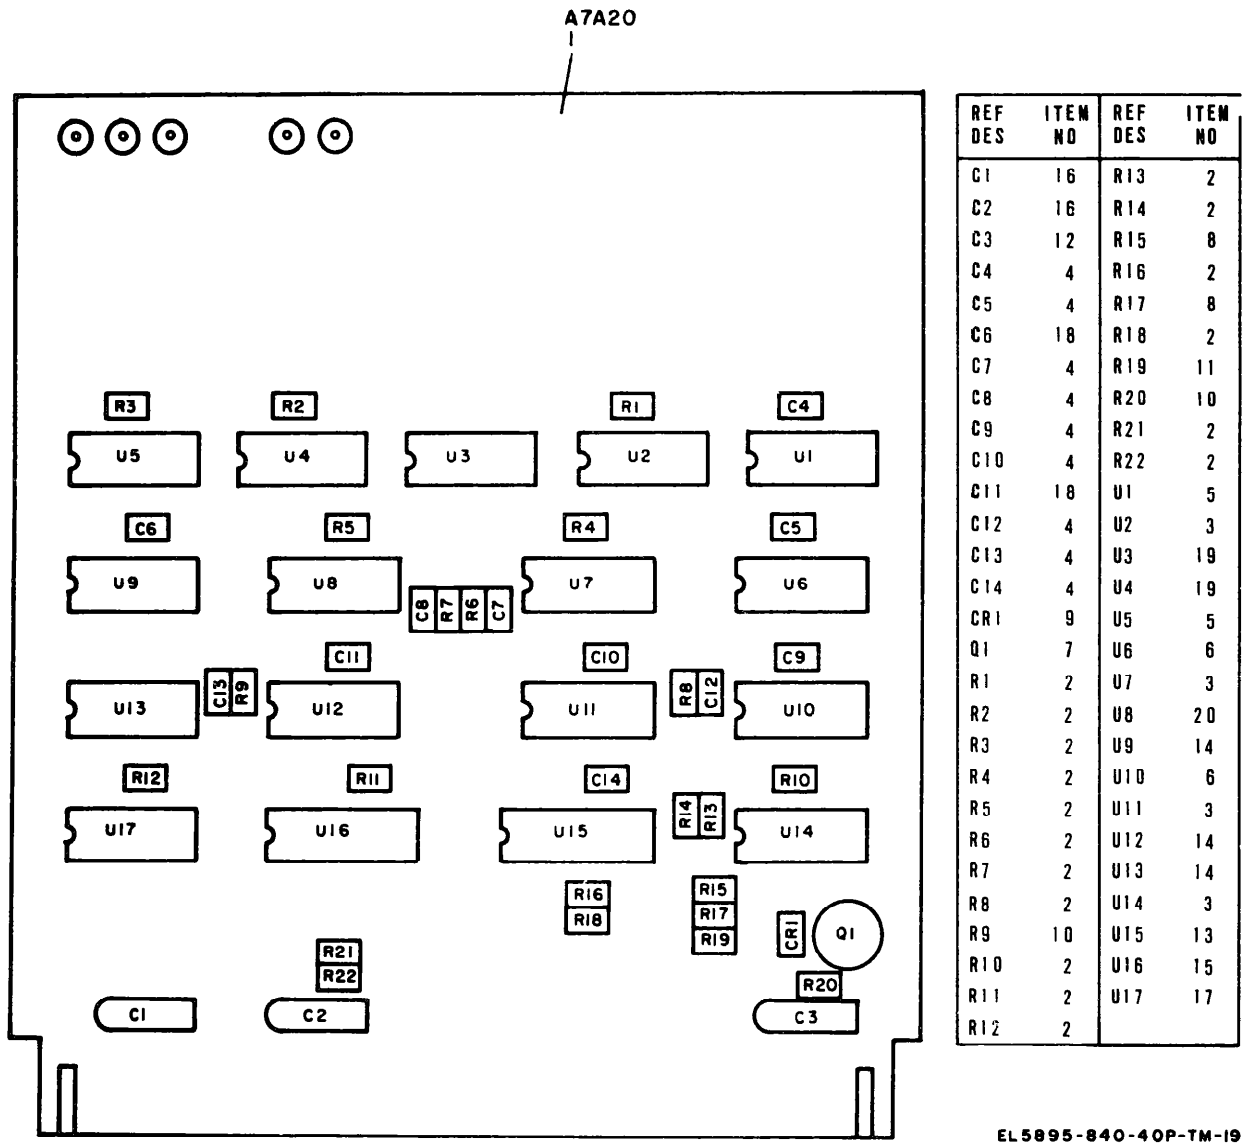 A7A20
REF DES ITEM NO REF DES ITEM NO
C1 16 R13 2
C2 16 R14 2
C3 12 R15 8
C4 4 R16 2
C5 4 R17 8
C6 18 R18 2
C7 4 R19 11
C8 4 R20 10
C9 4 R21 2
C10 4 R22 2
C11 18 U1 5
C12 4 U2 3
C13 4 U3 19
C14 4 U4 19
CR1 9 U5 5
Q1 7 U6 6
R1 2 U7 3
R2 2 U8 20
R3 2 U9 14
R4 2 U10 6
R5 2 U11 3
R6 2 U12 14
R7 2 U13 14
R8 2 U14 3
R9 10 U15 13
R10 2 U16 15
R11 2 U17 17
R12 2
R3 R2 R1 C4
U5 U4 U3 U2 U1
C6 R5 R4 C5
U9 U8 U7 U6
C8 R7 R6 C7
C11 C10 C9
C13 R9 R8 C12
U13 U12 U11 U10
R12 R11 C14 R10
R14 R13
U17 U16 U15 U14
R16 R15
R18 R17
R19 CR1 Q1
R21
R22 R20
C1 C2 C3
EL5895-840-40P-TM-19